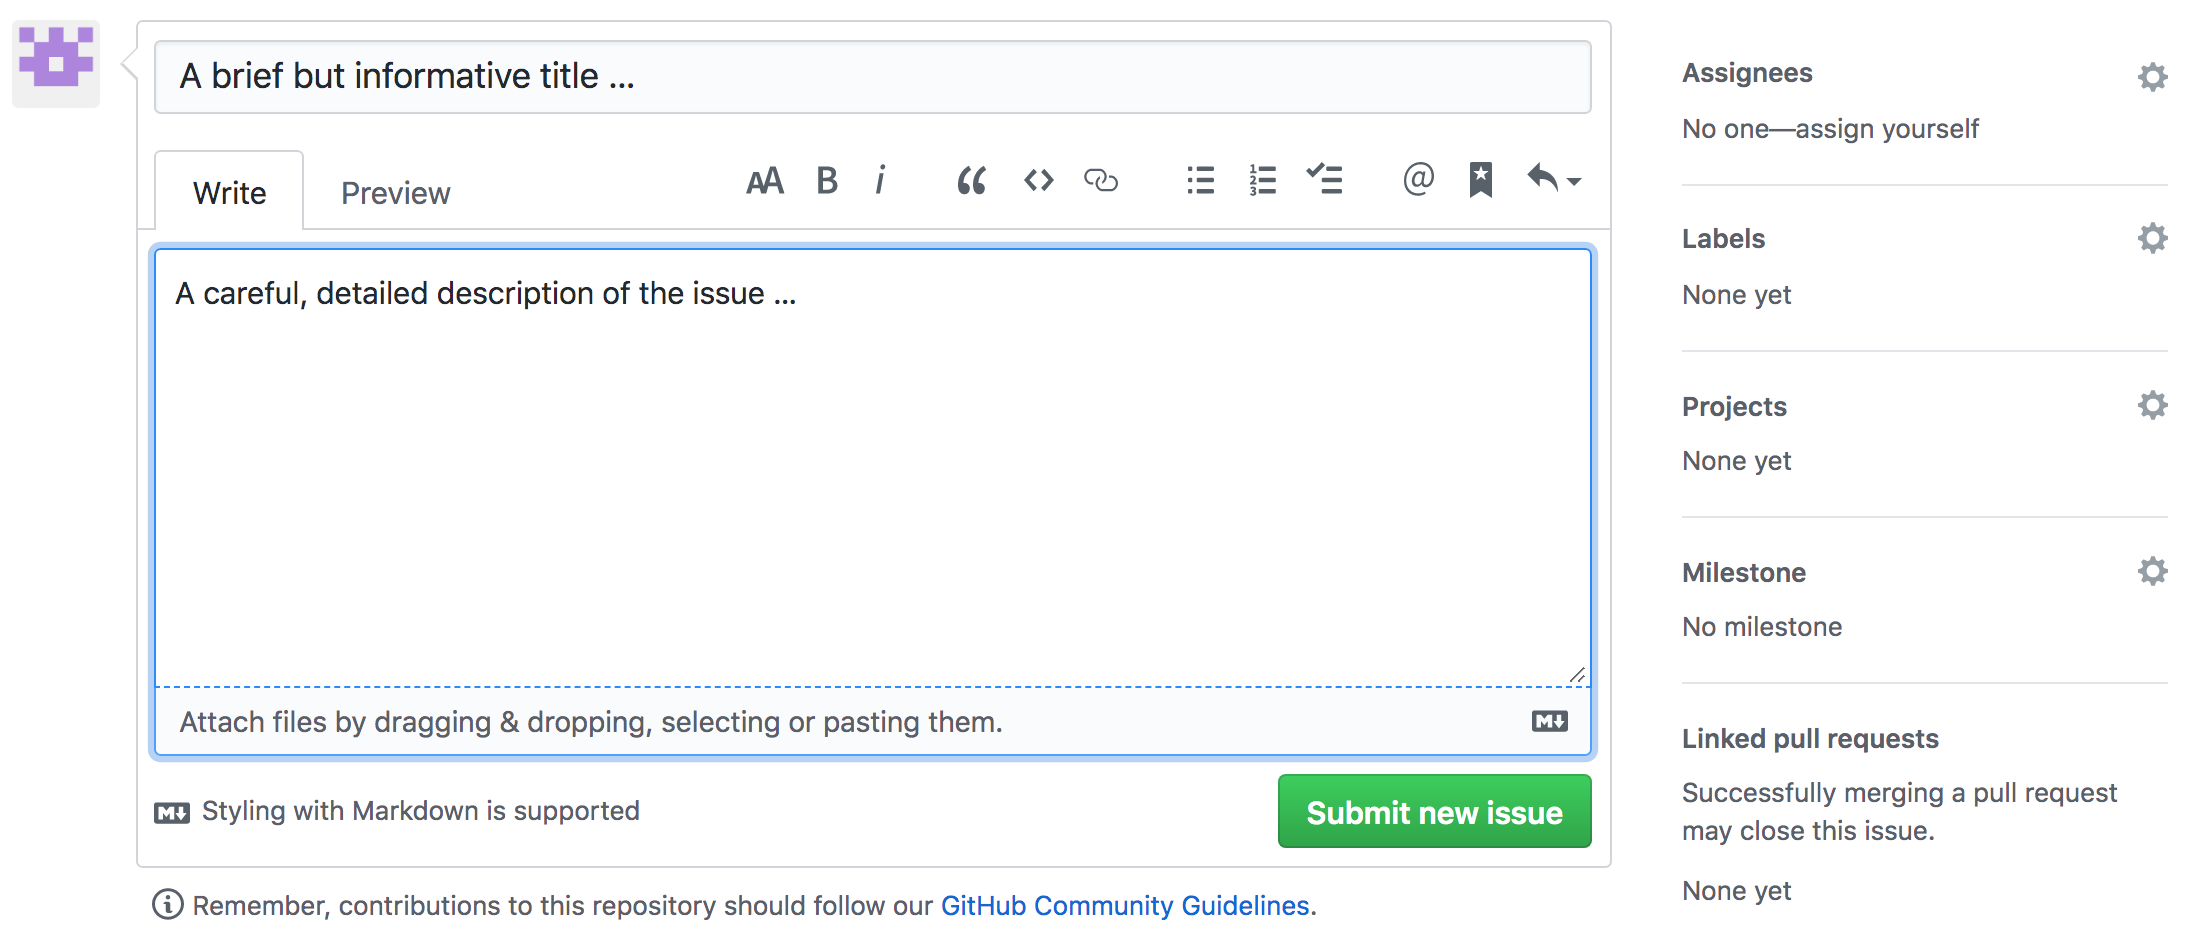 A brief but informative title ...
Write
Preview
AA B i @
A careful, detailed description of the issue ...
Attach files by dragging & dropping, selecting or pasting them.
M
Styling with Markdown is supported
Submit new issue
Remember, contributions to this repository should follow our GitHub Community Guidelines.
Assignees
No one—assign yourself
Labels
None yet
Projects
None yet
Milestone
No milestone
Linked pull requests
Successfully merging a pull request
may close this issue.
None yet